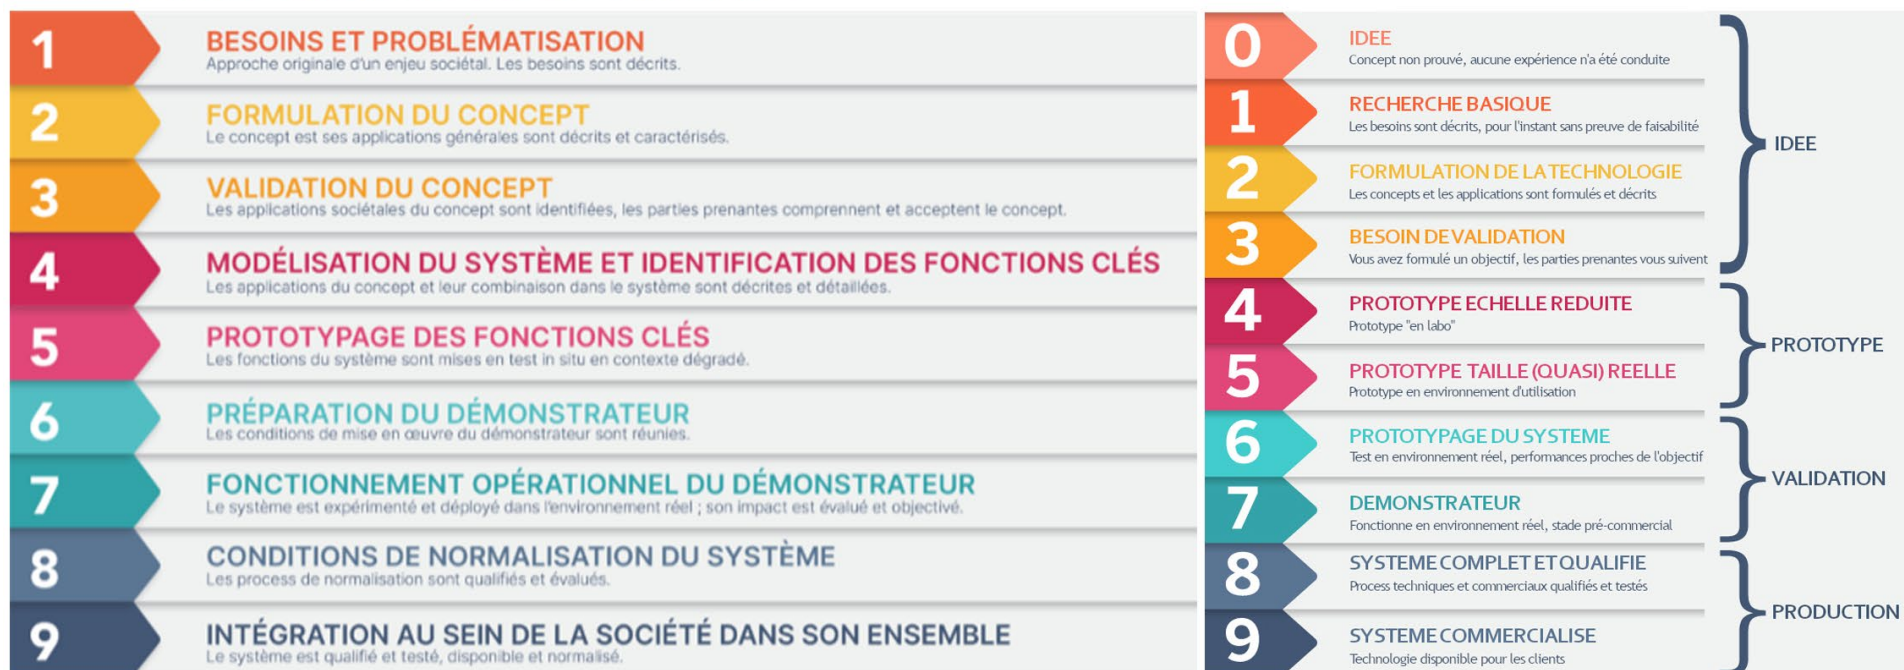 1
BESOINS ET PROBLÉMATISATION
Approche originale d'un enjeu sociétal. Les besoins sont décrits.
2
FORMULATION DU CONCEPT
Le concept est ses applications générales sont décrits et caractérisés.
3
VALIDATION DU CONCEPT
Les applications sociétales du concept sont identifiées, les parties prenantes comprennent et acceptent le concept.
4
MODÉLISATION DU SYSTÈME ET IDENTIFICATION DES FONCTIONS CLÉS
Les applications du concept et leur combinaison dans le système sont décrites et détaillées.
5
PROTOTYPAGE DES FONCTIONS CLÉS
Les fonctions du système sont mises en test in situ en contexte dégradé.
6
PRÉPARATION DU DÉMONSTRATEUR
Les conditions de mise en œuvre du démonstrateur sont réunies.
7
FONCTIONNEMENT OPÉRATIONNEL DU DÉMONSTRATEUR
Le système est expérimenté et déployé dans l'environnement réel ; son impact est évalué et objectivé.
8
CONDITIONS DE NORMALISATION DU SYSTÈME
Les process de normalisation sont qualifiés et évalués.
9
INTÉGRATION AU SEIN DE LA SOCIÉTÉ DANS SON ENSEMBLE
Le système est qualifié et testé, disponible et normalisé.
0
IDEE
Concept non prouvé, aucune expérience n'a été conduite
1
RECHERCHE BASIQUE
Les besoins sont décrits, pour l'instant sans preuve de faisabilité
2
FORMULATION DE LA TECHNOLOGIE
Les concepts et les applications sont formulés et décrits
3
BESOIN DE VALIDATION
Vous avez formulé un objectif, les parties prenantes vous suivent
IDEE
4
PROTOTYPE ECHELLE REDUITE
Prototype "en labo"
5
PROTOTYPE TAILLE (QUASI) REELLE
Prototype en environnement d'utilisation
PROTOTYPE
6
PROTOTYPAGE DU SYSTEME
Test en environnement réel, performances proches de l'objectif
7
DEMONSTRATEUR
Fonctionne en environnement réel, stade pré-commercial
VALIDATION
8
SYSTEME COMPLET ET QUALIFIE
Process techniques et commerciaux qualifiés et testés
9
SYSTEME COMMERCIALISE
Technologie disponible pour les clients
PRODUCTION